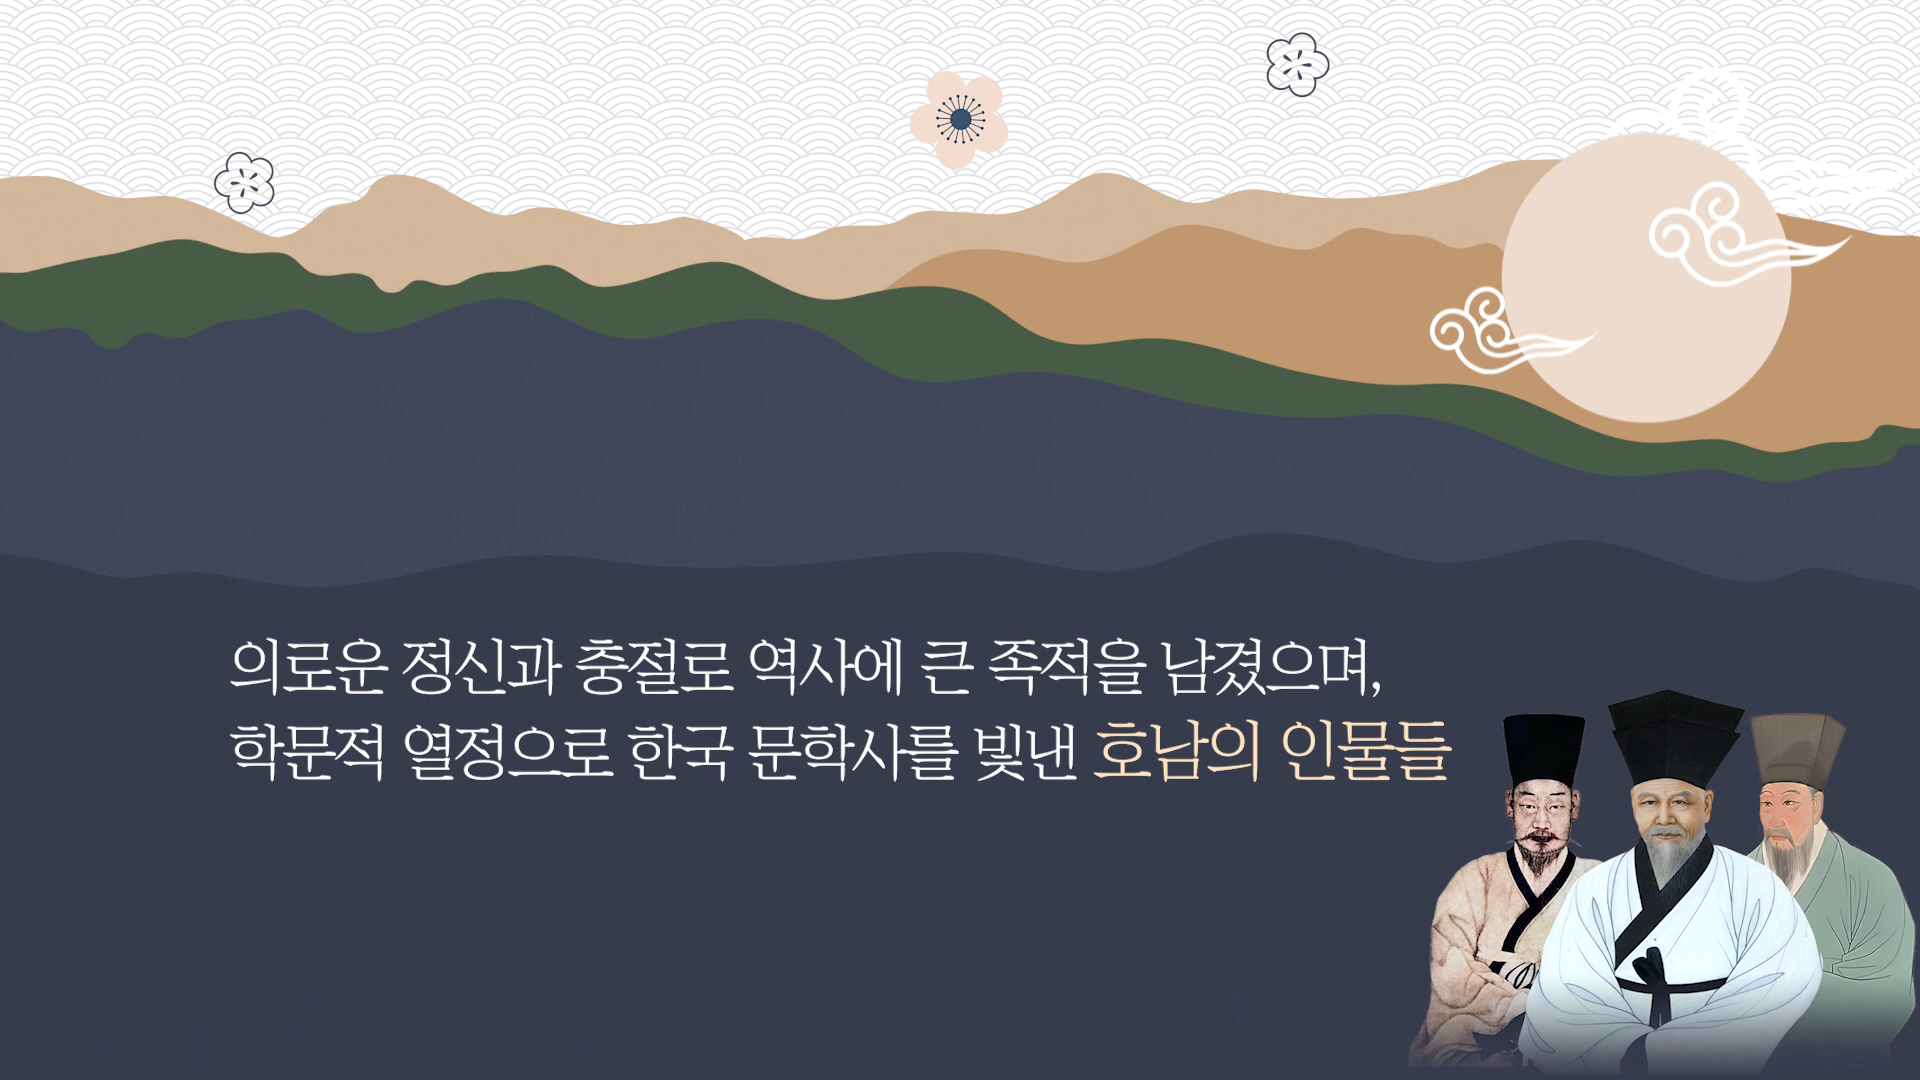 의로운 정신과 충절로 역사에 큰 족적을 남겼으며,
학문적 열정으로 한국 문학사를 빛낸 호남의 인물들